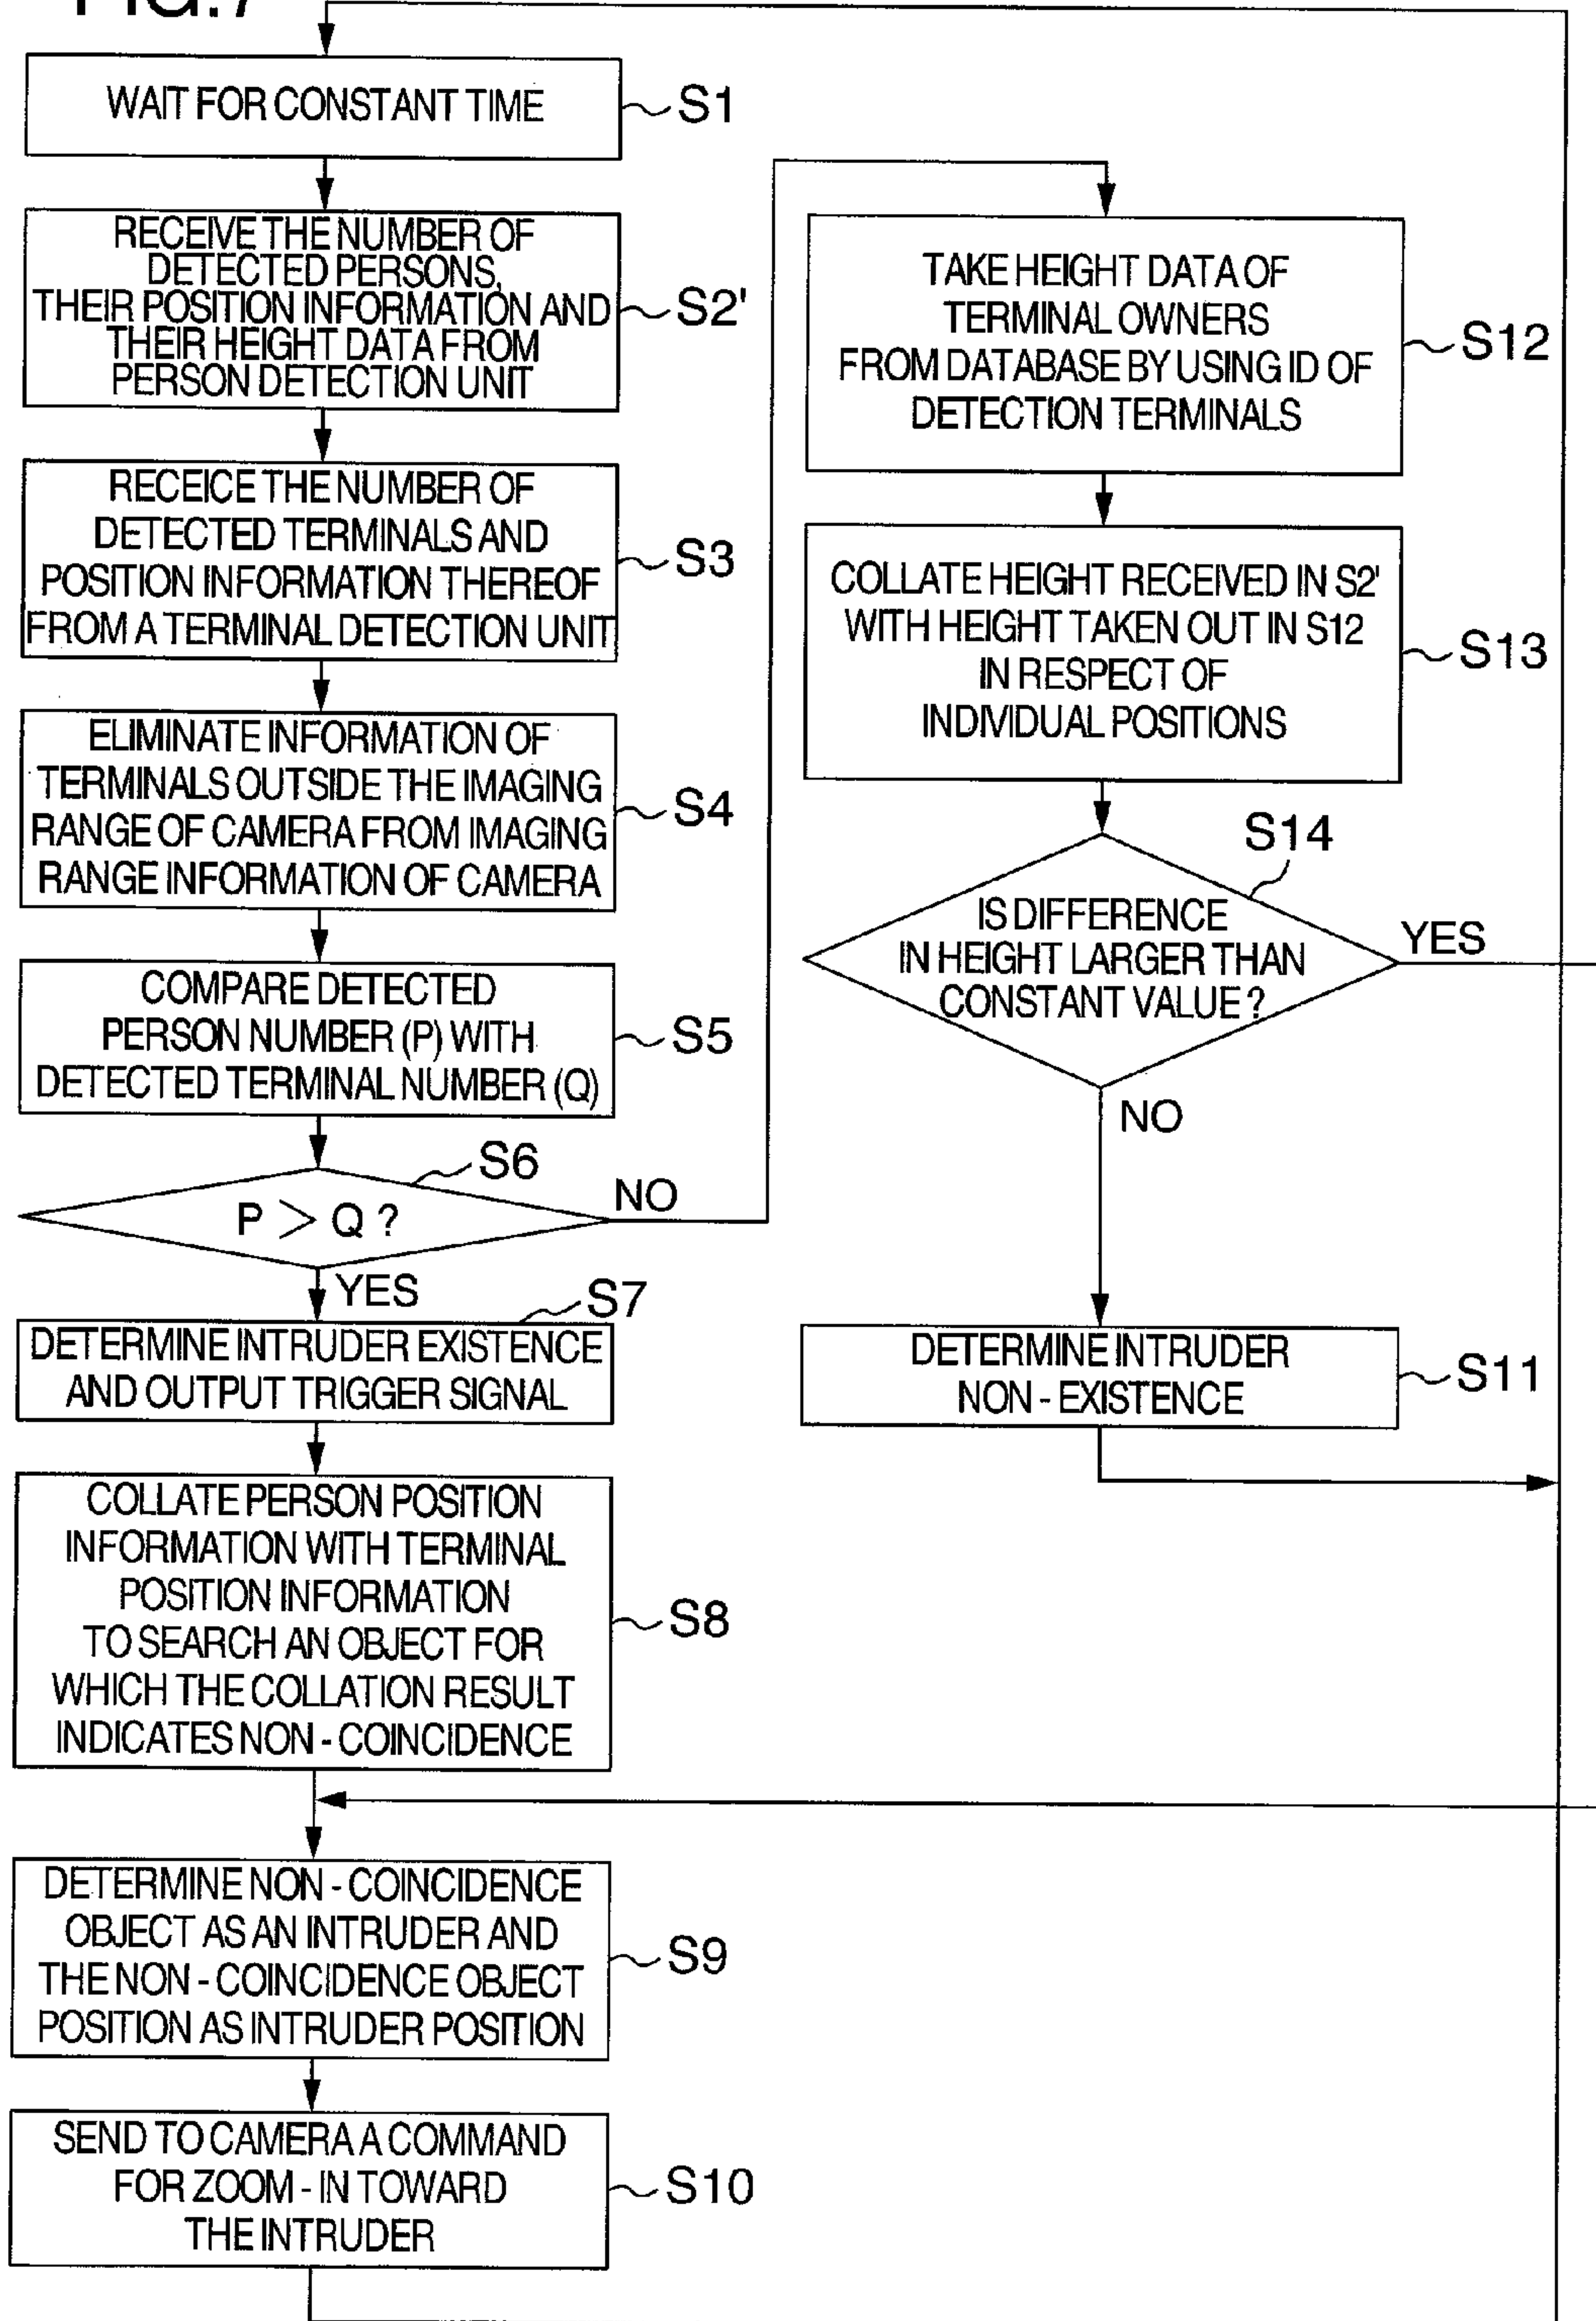 FIG.7
WAIT FOR CONSTANT TIME
S1
RECEIVE THE NUMBER OF
DETECTED PERSONS,
THEIR POSITION INFORMATION AND
THEIR HEIGHT DATA FROM
PERSON DETECTION UNIT
S2'
RECEICE THE NUMBER OF
DETECTED TERMINALS AND
POSITION INFORMATION THEREOF
FROM A TERMINAL DETECTION UNIT
S3
ELIMINATE INFORMATION OF
TERMINALS OUTSIDE THE IMAGING
RANGE OF CAMERA FROM IMAGING
RANGE INFORMATION OF CAMERA
S4
COMPARE DETECTED
PERSON NUMBER (P) WITH
DETECTED TERMINAL NUMBER (Q)
S5
S6
P > Q ?
NO
YES
S7
DETERMINE INTRUDER EXISTENCE
AND OUTPUT TRIGGER SIGNAL
COLLATE PERSON POSITION
INFORMATION WITH TERMINAL
POSITION INFORMATION
TO SEARCH AN OBJECT FOR
WHICH THE COLLATION RESULT
INDICATES NON - COINCIDENCE
S8
DETERMINE NON - COINCIDENCE
OBJECT AS AN INTRUDER AND
THE NON - COINCIDENCE OBJECT
POSITION AS INTRUDER POSITION
S9
SEND TO CAMERA A COMMAND
FOR ZOOM - IN TOWARD
THE INTRUDER
S10
TAKE HEIGHT DATA OF
TERMINAL OWNERS
FROM DATABASE BY USING ID OF
DETECTION TERMINALS
S12
COLLATE HEIGHT RECEIVED IN S2'
WITH HEIGHT TAKEN OUT IN S12
IN RESPECT OF
INDIVIDUAL POSITIONS
S13
S14
IS DIFFERENCE
IN HEIGHT LARGER THAN
CONSTANT VALUE ?
YES
NO
DETERMINE INTRUDER
NON - EXISTENCE
S11